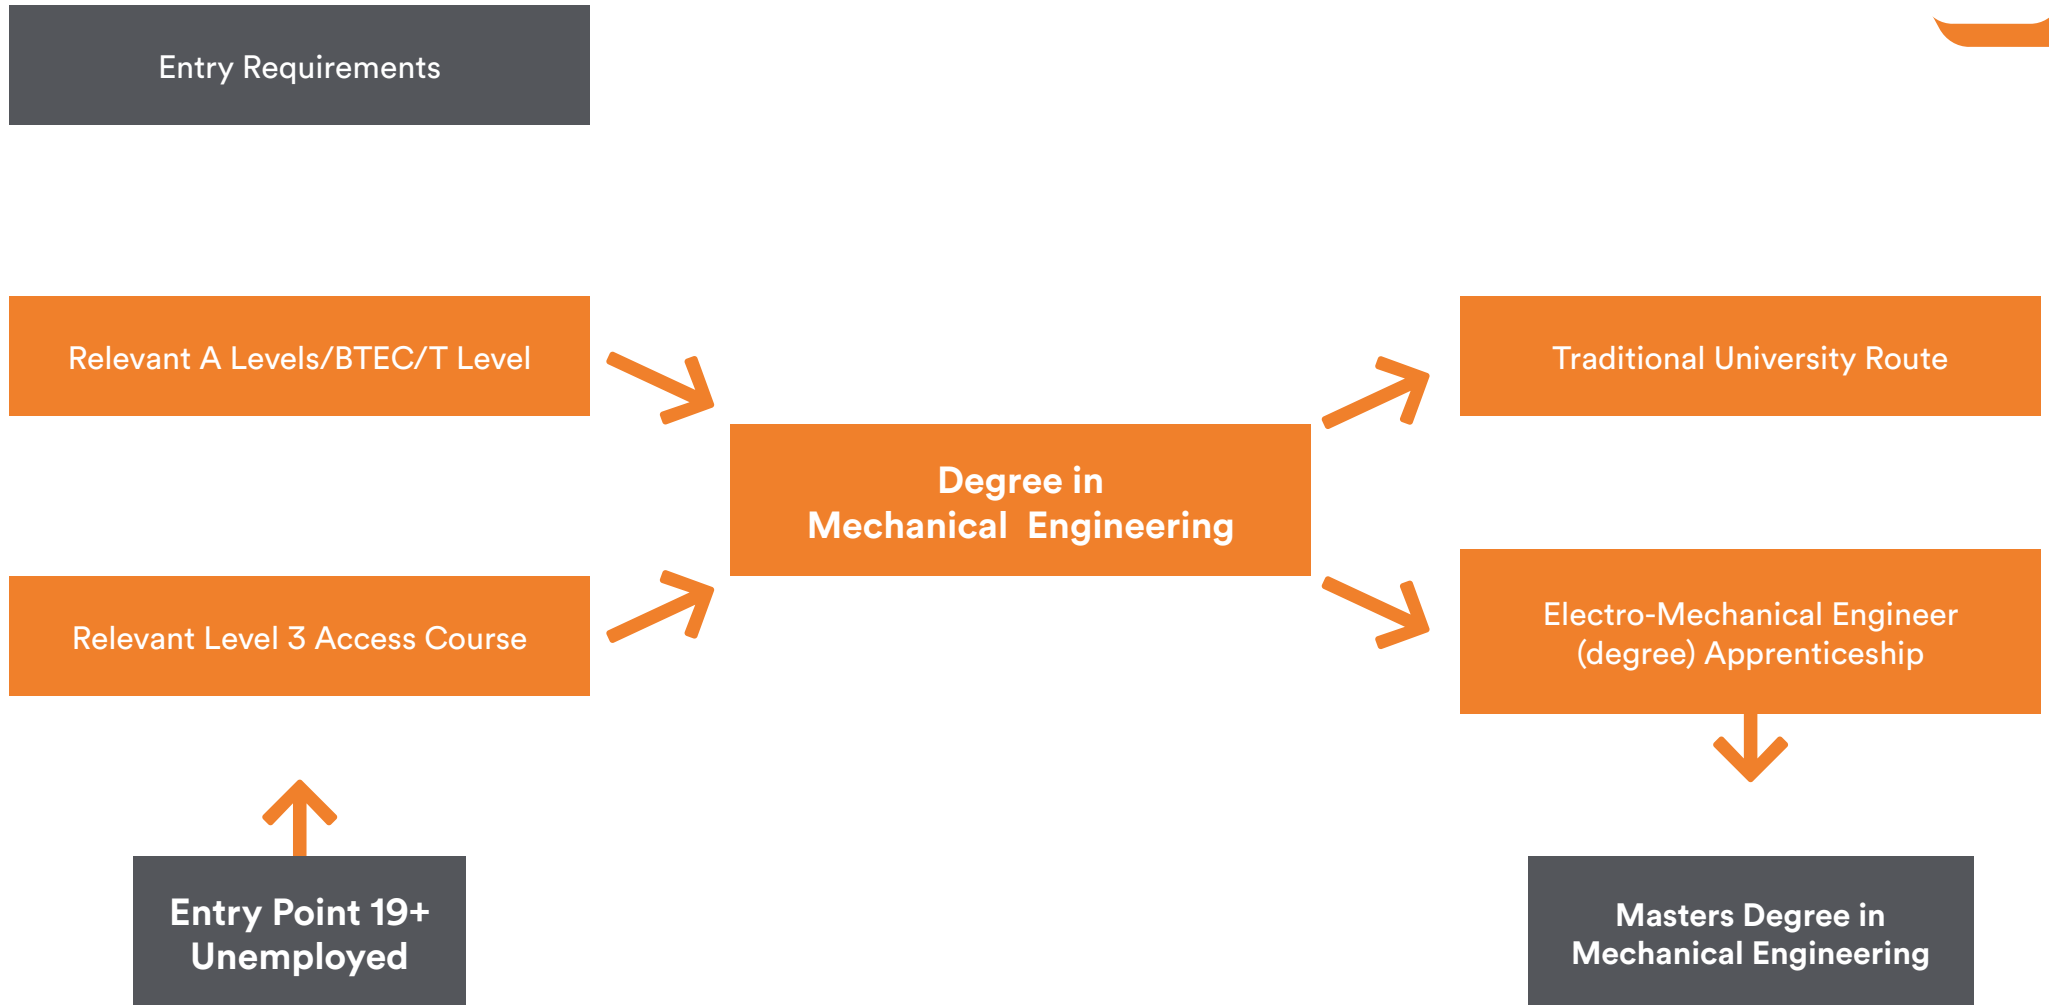 Entry Requirements
Relevant A Levels/BTEC/T Level
Relevant Level 3 Access Course
Entry Point 19+
Unemployed
Degree in
Mechanical  Engineering
Traditional University Route
Electro-Mechanical Engineer
(degree) Apprenticeship
Masters Degree in
Mechanical Engineering